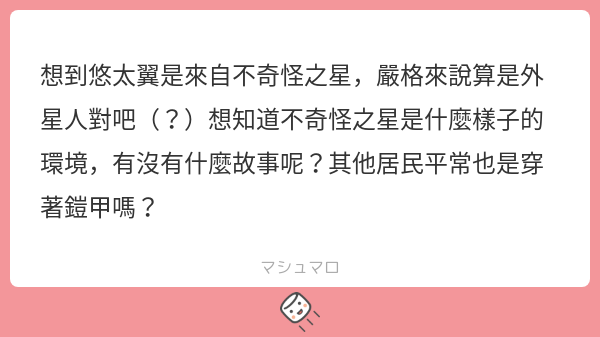 想到悠太翼是來自不奇怪之星，嚴格來說算是外
星人對吧（？）想知道不奇怪之星是什麼樣子的
環境，有沒有什麼故事呢？其他居民平常也是穿
著鎧甲嗎？
マシュマロ